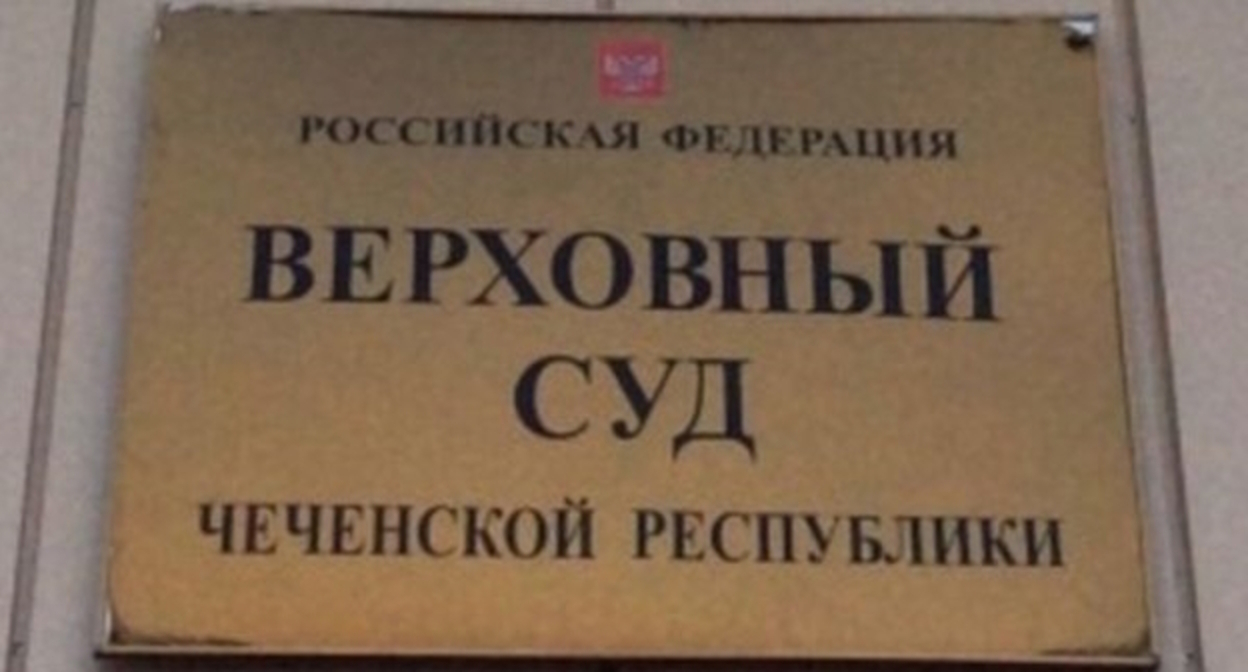 РОССИЙСКАЯ ФЕДЕРАЦИЯ
ВЕРХОВНЫЙ
СУД
ЧЕЧЕНСКОЙ РЕСПУБЛИКИ